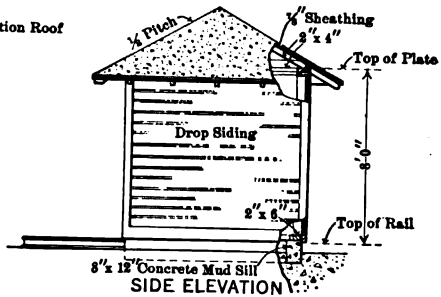 tion Roof
⅓ Pitch
⅞" Sheathing
2"x 4"
Top of Plate
Drop Siding
8'-0"
2"x 6"
Top of Rail
8"x 12" Concrete Mud Sill
SIDE ELEVATION